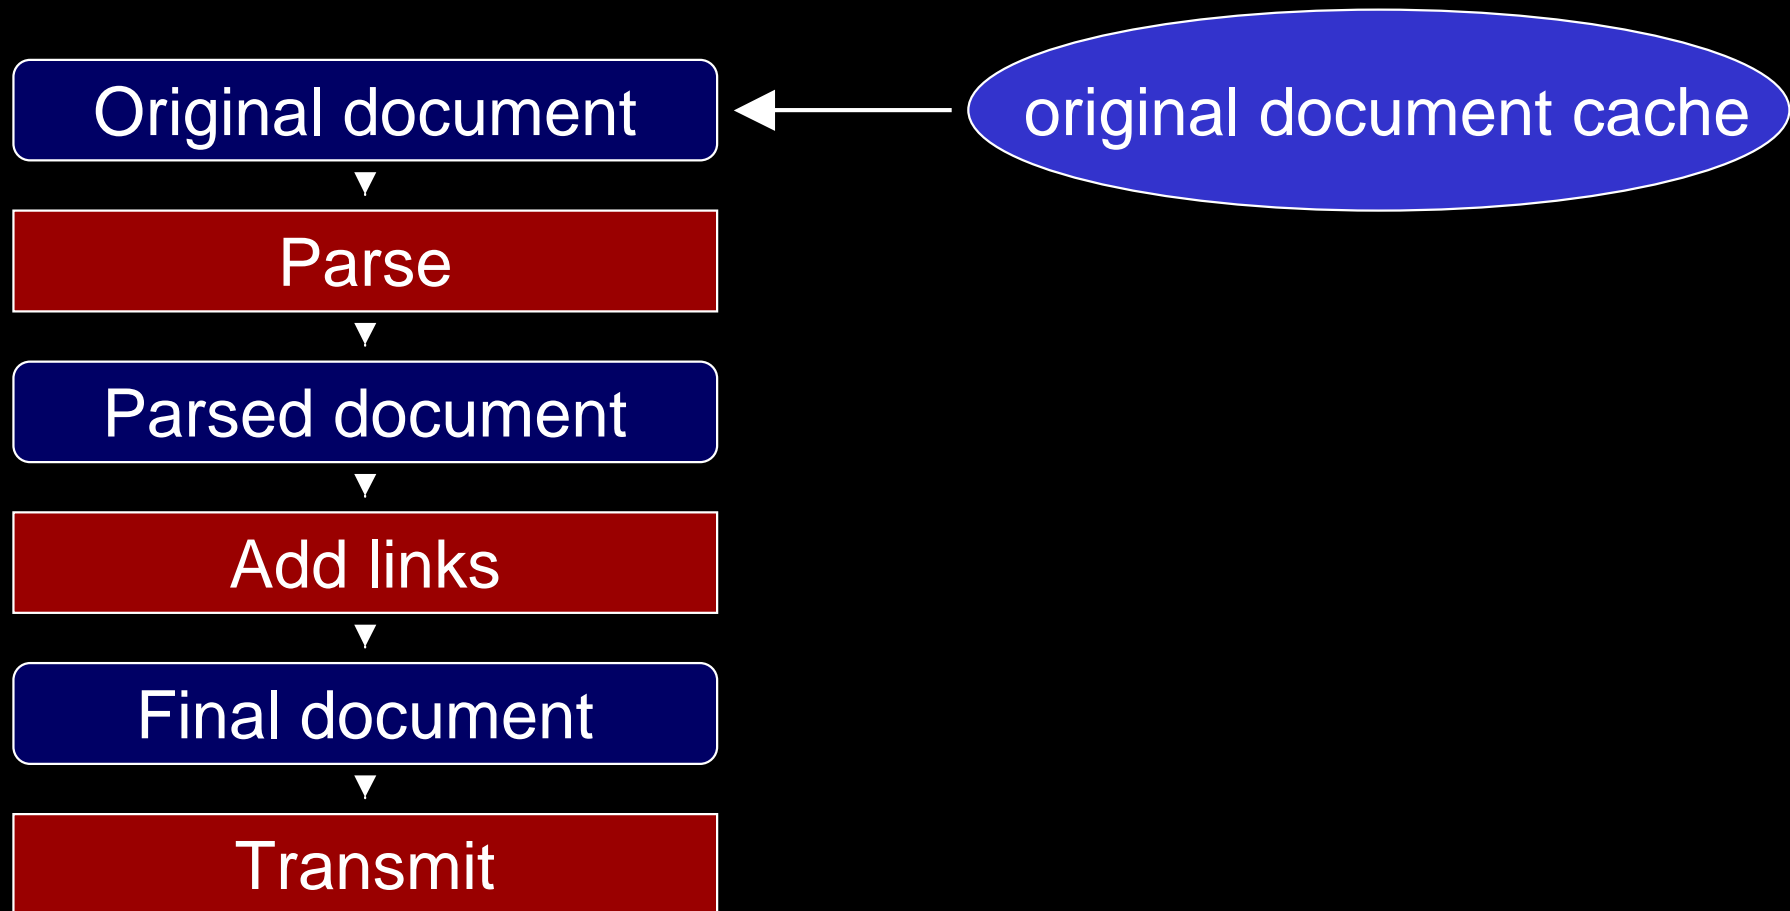 Original document
original document cache
Parse
Parsed document
Add links
Final document
Transmit